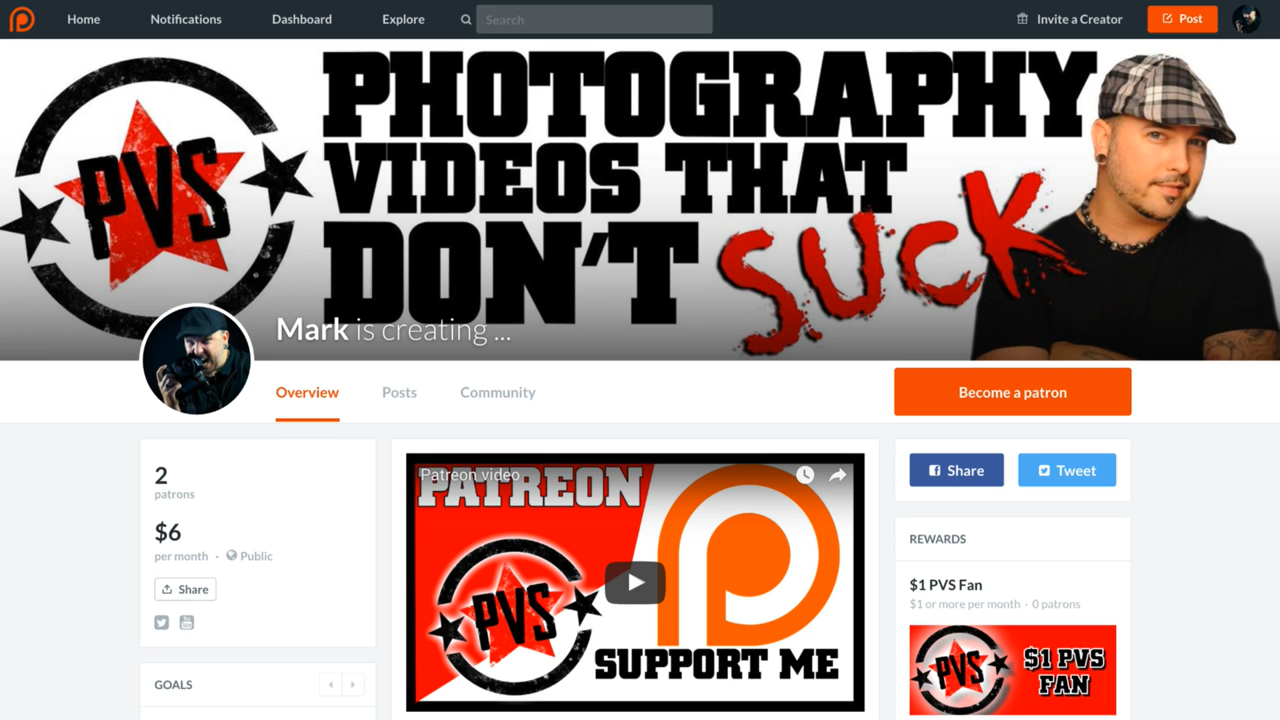 Home Notifications Dashboard Explore Search Invite a Creator Post
PHOTOGRAPHY
VIDEOS THAT
DON'T SUCK
PVS
Mark is creating ...
Overview Posts Community Become a patron
2
patrons
$6
per month · Public
Share
GOALS
Patreon video
PATREON
PVS
SUPPORT ME
Share Tweet
REWARDS
$1 PVS Fan
$1 or more per month · 0 patrons
PVS
$1 PVS
FAN